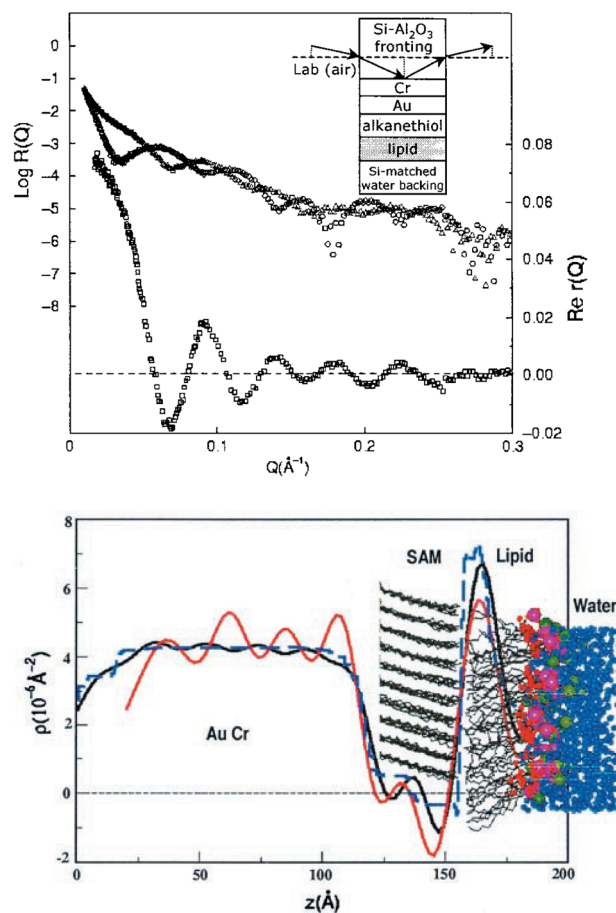 Si-Al₂O₃
fronting
Lab (air)
Cr
Au
alkanethiol
lipid
Si-matched
water backing
0
-1
-2
-3
-4
-5
-6
-7
-8
Log R(Q)
0.08
0.06
0.04
0.02
0.00
-0.02
Re r(Q)
0
0.1
0.2
0.3
Q(Å⁻¹)
8
6
4
2
0
-2
ρ(10⁻⁶Å⁻²)
SAM
Lipid
Water
Au Cr
0
50
100
150
200
z(Å)